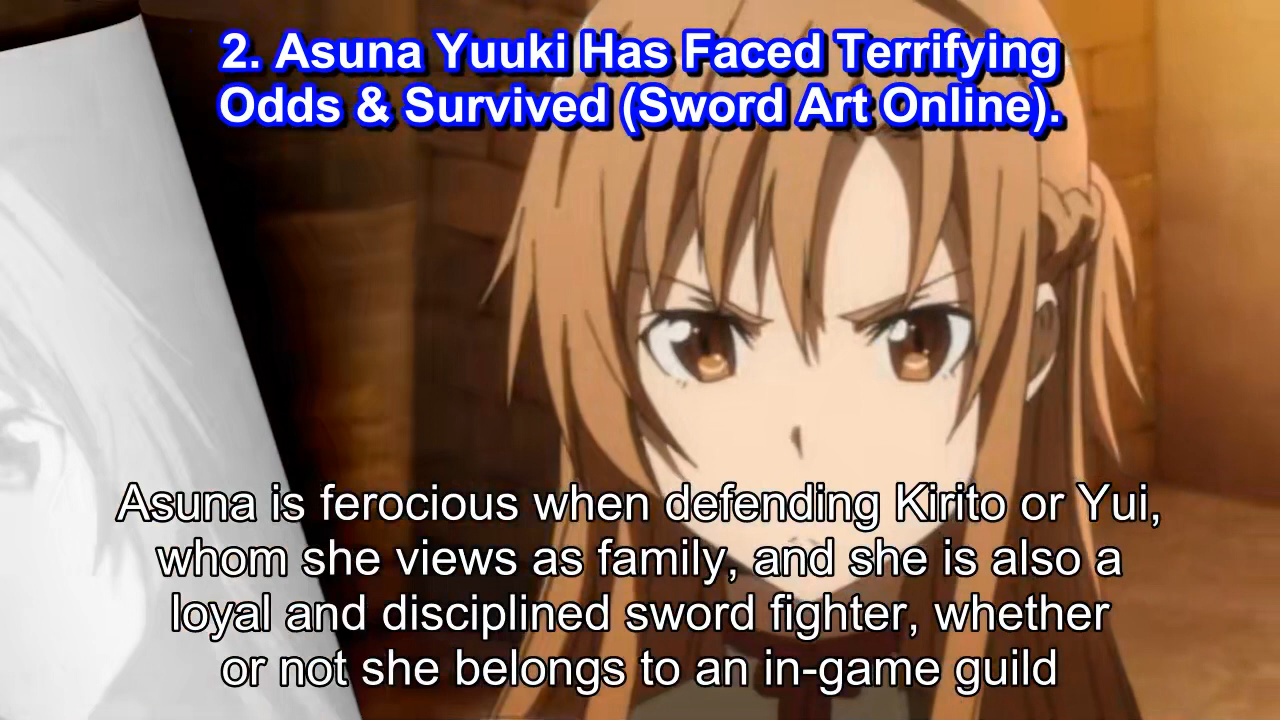 2. Asuna Yuuki Has Faced Terrifying
Odds & Survived (Sword Art Online).
Asuna is ferocious when defending Kirito or Yui,
whom she views as family, and she is also a
loyal and disciplined sword fighter, whether
or not she belongs to an in-game guild